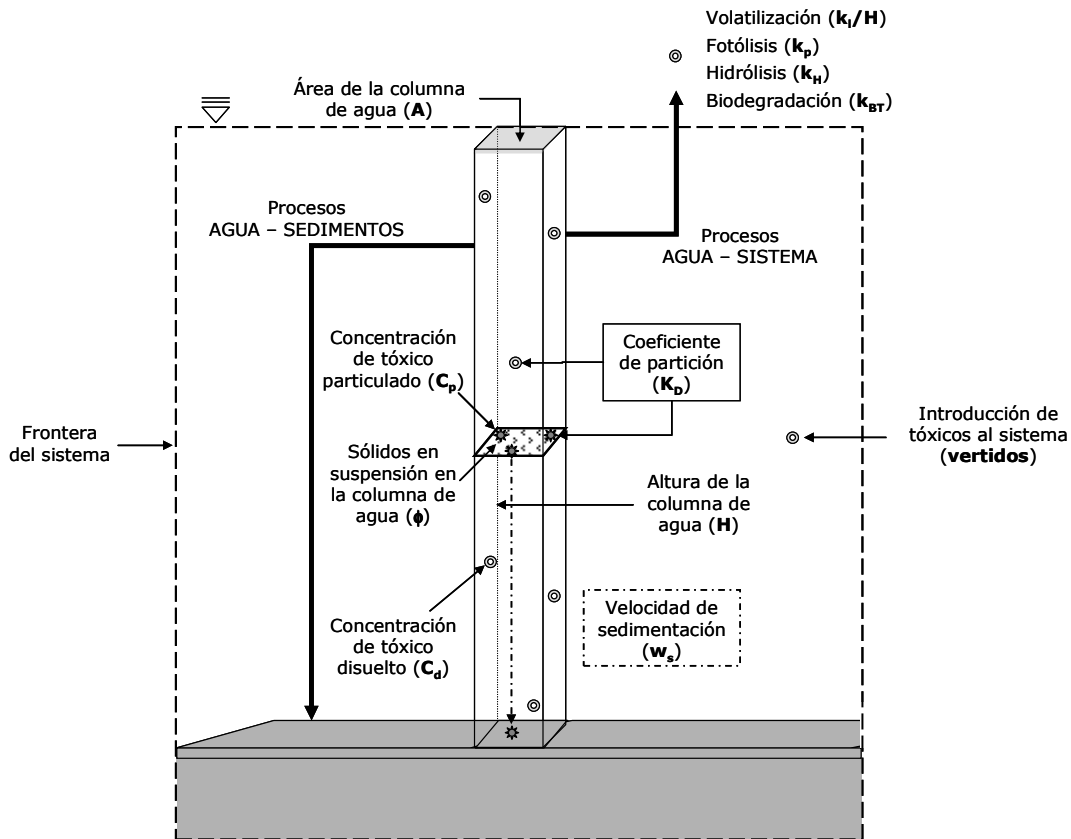 Volatilización (kl/H)
Fotólisis (kp)
Hidrólisis (kH)
Biodegradación (kBT)
Área de la columna
de agua (A)
Procesos
AGUA – SEDIMENTOS
Procesos
AGUA – SISTEMA
Concentración
de tóxico
particulado (Cp)
Coeficiente
de partición
(KD)
Frontera
del sistema
Introducción de
tóxicos al sistema
(vertidos)
Sólidos en
suspensión en
la columna de
agua (ϕ)
Altura de la
columna de
agua (H)
Concentración
de tóxico
disuelto (Cd)
Velocidad de
sedimentación
(ws)